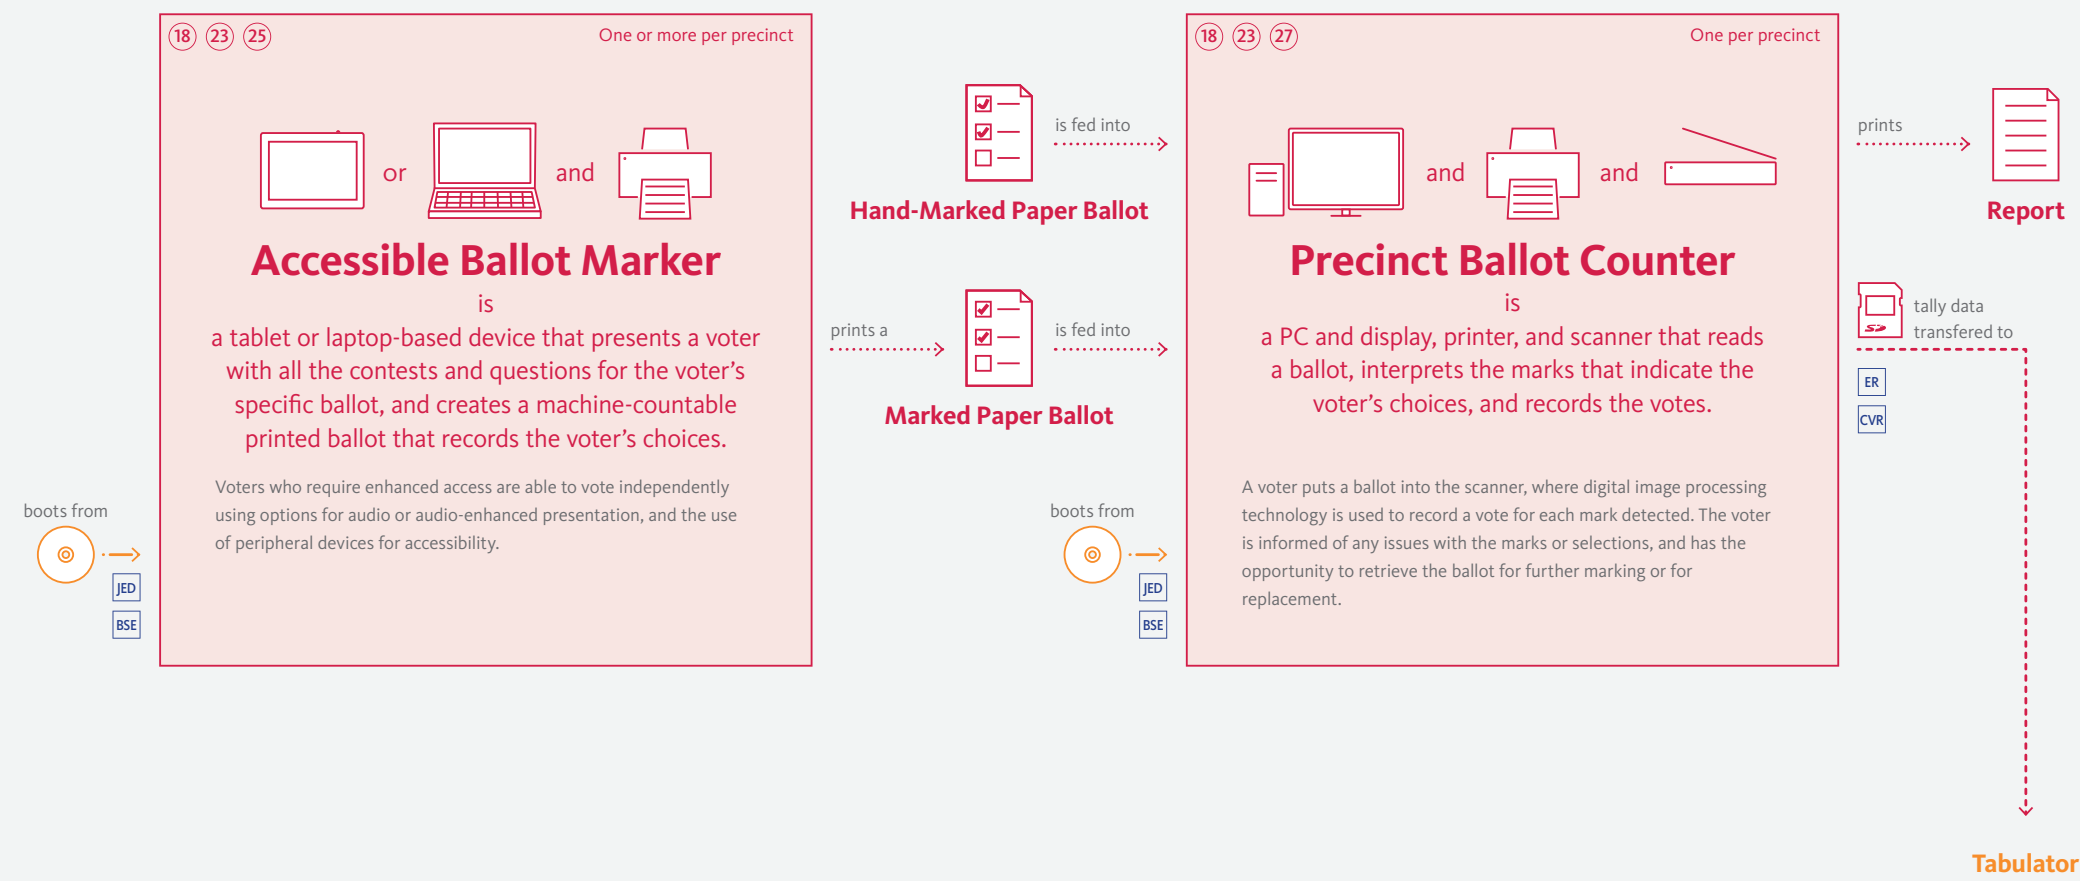 18 23 25
One or more per precinct
or
and
Accessible Ballot Marker
is
a tablet or laptop-based device that presents a voter
with all the contests and questions for the voter's
specific ballot, and creates a machine-countable
printed ballot that records the voter's choices.
Voters who require enhanced access are able to vote independently
using options for audio or audio-enhanced presentation, and the use
of peripheral devices for accessibility.
boots from
JED
BSE
is fed into
Hand-Marked Paper Ballot
prints a
is fed into
Marked Paper Ballot
boots from
JED
BSE
18 23 27
One per precinct
and
and
Precinct Ballot Counter
is
a PC and display, printer, and scanner that reads
a ballot, interprets the marks that indicate the
voter's choices, and records the votes.
A voter puts a ballot into the scanner, where digital image processing
technology is used to record a vote for each mark detected. The voter
is informed of any issues with the marks or selections, and has the
opportunity to retrieve the ballot for further marking or for
replacement.
prints
Report
SD
tally data
transfered to
ER
CVR
Tabulator